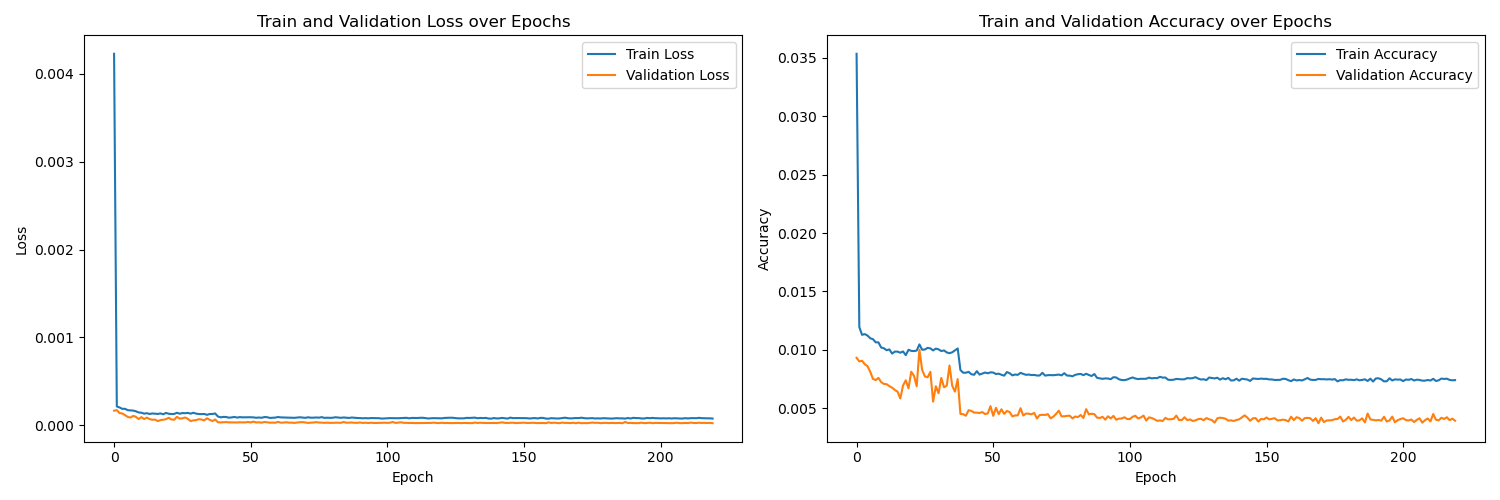 Train and Validation Loss over Epochs
Train Loss
Validation Loss
0.004
0.003
0.002
0.001
0.000
Loss
0
50
100
150
200
Epoch
Train and Validation Accuracy over Epochs
Train Accuracy
Validation Accuracy
0.035
0.030
0.025
0.020
0.015
0.010
0.005
Accuracy
0
50
100
150
200
Epoch